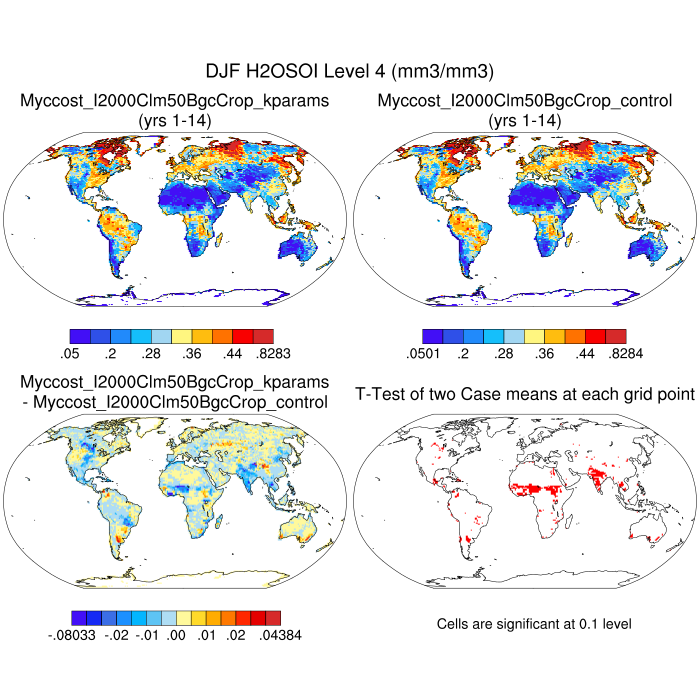 DJF H2OSOI Level 4 (mm3/mm3)
Myccost_I2000Clm50BgcCrop_kparams
(yrs 1-14)
Myccost_I2000Clm50BgcCrop_control
(yrs 1-14)
.05 .2 .28 .36 .44 .8283
.0501 .2 .28 .36 .44 .8284
Myccost_I2000Clm50BgcCrop_kparams
- Myccost_I2000Clm50BgcCrop_control
T-Test of two Case means at each grid point
-.08033 -.02 -.01 .00 .01 .02 .04384
Cells are significant at 0.1 level